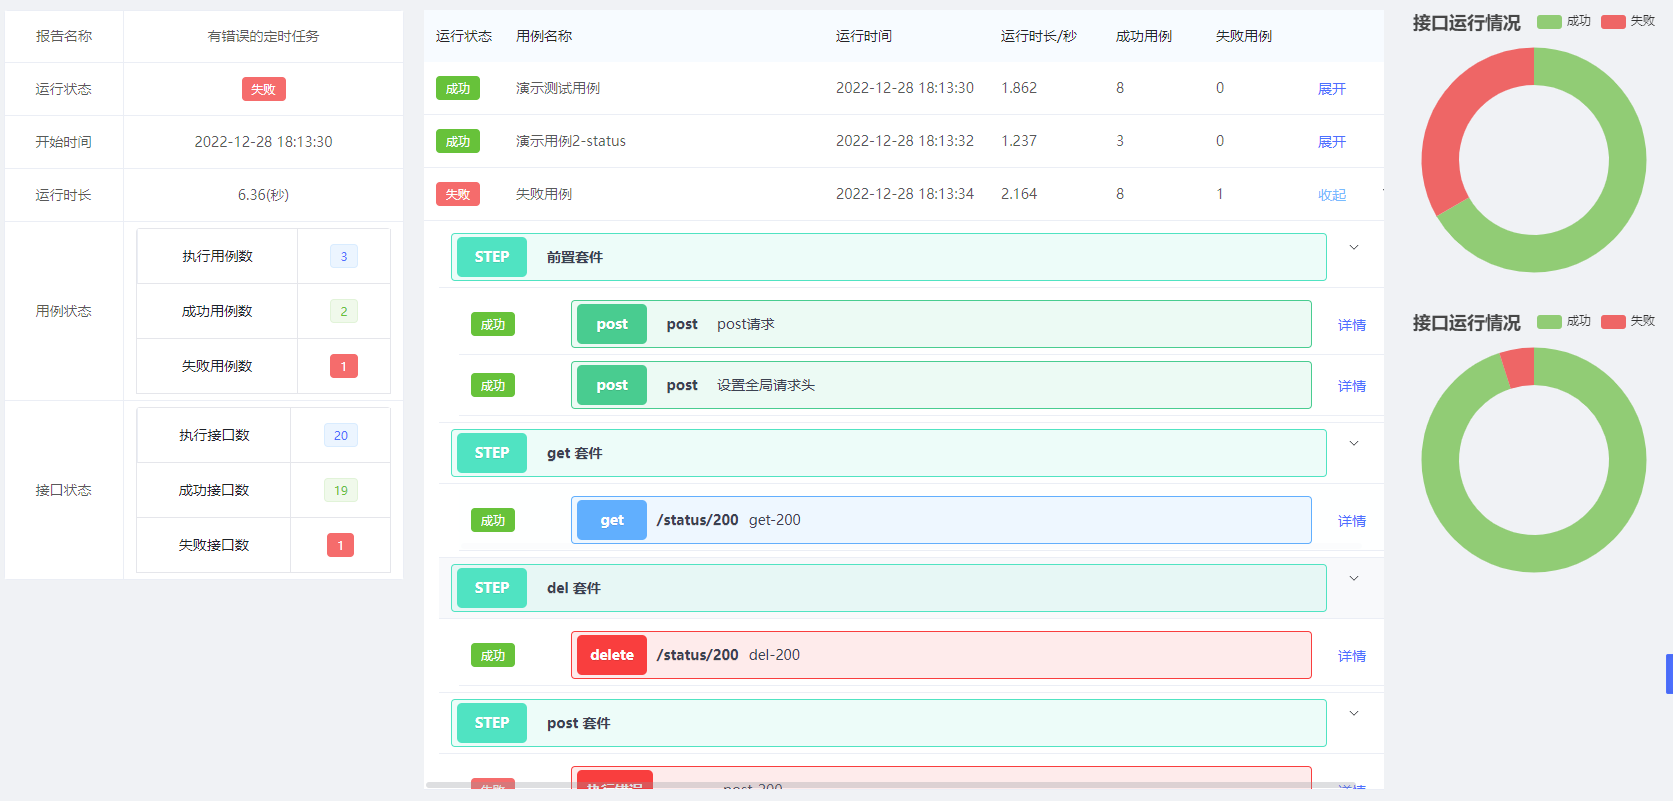 报告名称 有错误的定时任务
运行状态 失败
开始时间 2022-12-28 18:13:30
运行时长 6.36(秒)
用例状态
执行用例数 3
成功用例数 2
失败用例数 1
接口状态
执行接口数 20
成功接口数 19
失败接口数 1
运行状态 用例名称 运行时间 运行时长/秒 成功用例 失败用例
成功 演示测试用例 2022-12-28 18:13:30 1.862 8 0 展开
成功 演示用例2-status 2022-12-28 18:13:32 1.237 3 0 展开
失败 失败用例 2022-12-28 18:13:34 2.164 8 1 收起
STEP 前置套件
成功 post post post请求 详情
成功 post post 设置全局请求头 详情
STEP get 套件
成功 get /status/200 get-200 详情
STEP del 套件
成功 delete /status/200 del-200 详情
STEP post 套件
失败 执行错误 post-200 详情
接口运行情况 成功 失败
接口运行情况 成功 失败